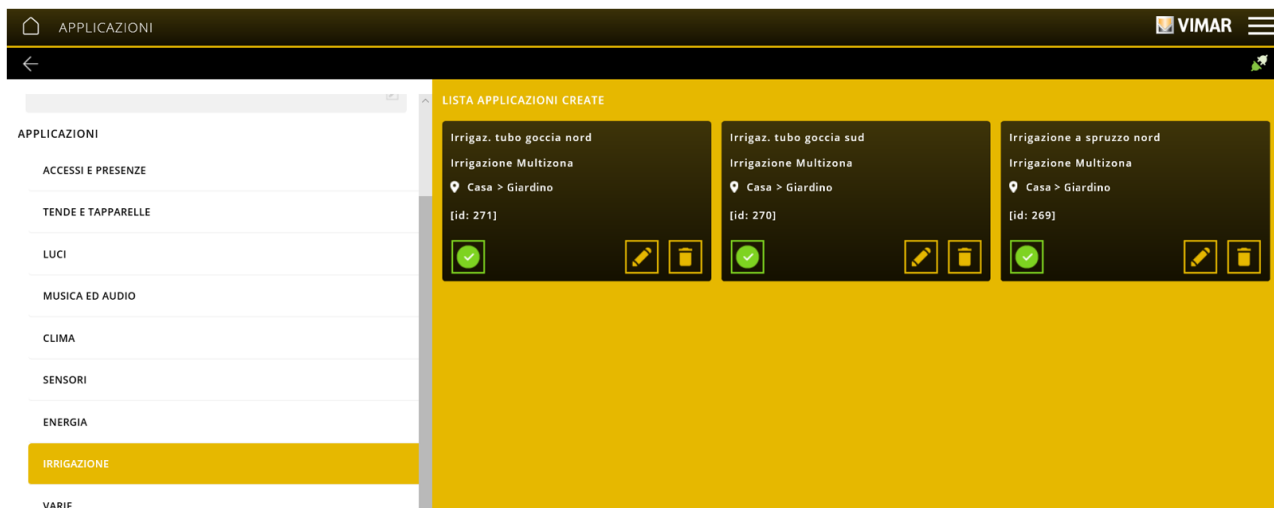 APPLICAZIONI
VIMAR
APPLICAZIONI
ACCESSI E PRESENZE
TENDE E TAPPARELLE
LUCI
MUSICA ED AUDIO
CLIMA
SENSORI
ENERGIA
IRRIGAZIONE
VARIE
LISTA APPLICAZIONI CREATE
Irrigaz. tubo goccia nord
Irrigazione Multizona
Casa > Giardino
[id: 271]
Irrigaz. tubo goccia sud
Irrigazione Multizona
Casa > Giardino
[id: 270]
Irrigazione a spruzzo nord
Irrigazione Multizona
Casa > Giardino
[id: 269]